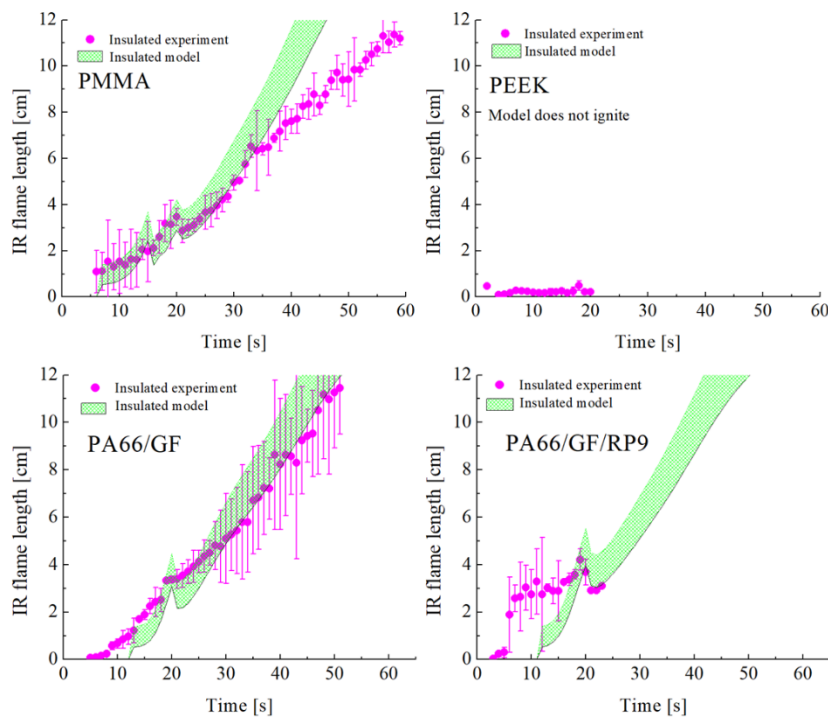 12
10
8
6
4
2
0
IR flame length [cm]
Insulated experiment
Insulated model
PMMA
0 10 20 30 40 50 60
Time [s]
12
10
8
6
4
2
0
IR flame length [cm]
Insulated experiment
Insulated model
PEEK
Model does not ignite
0 10 20 30 40 50 60
Time [s]
12
10
8
6
4
2
0
IR flame length [cm]
Insulated experiment
Insulated model
PA66/GF
0 10 20 30 40 50 60
Time [s]
12
10
8
6
4
2
0
IR flame length [cm]
Insulated experiment
Insulated model
PA66/GF/RP9
0 10 20 30 40 50 60
Time [s]